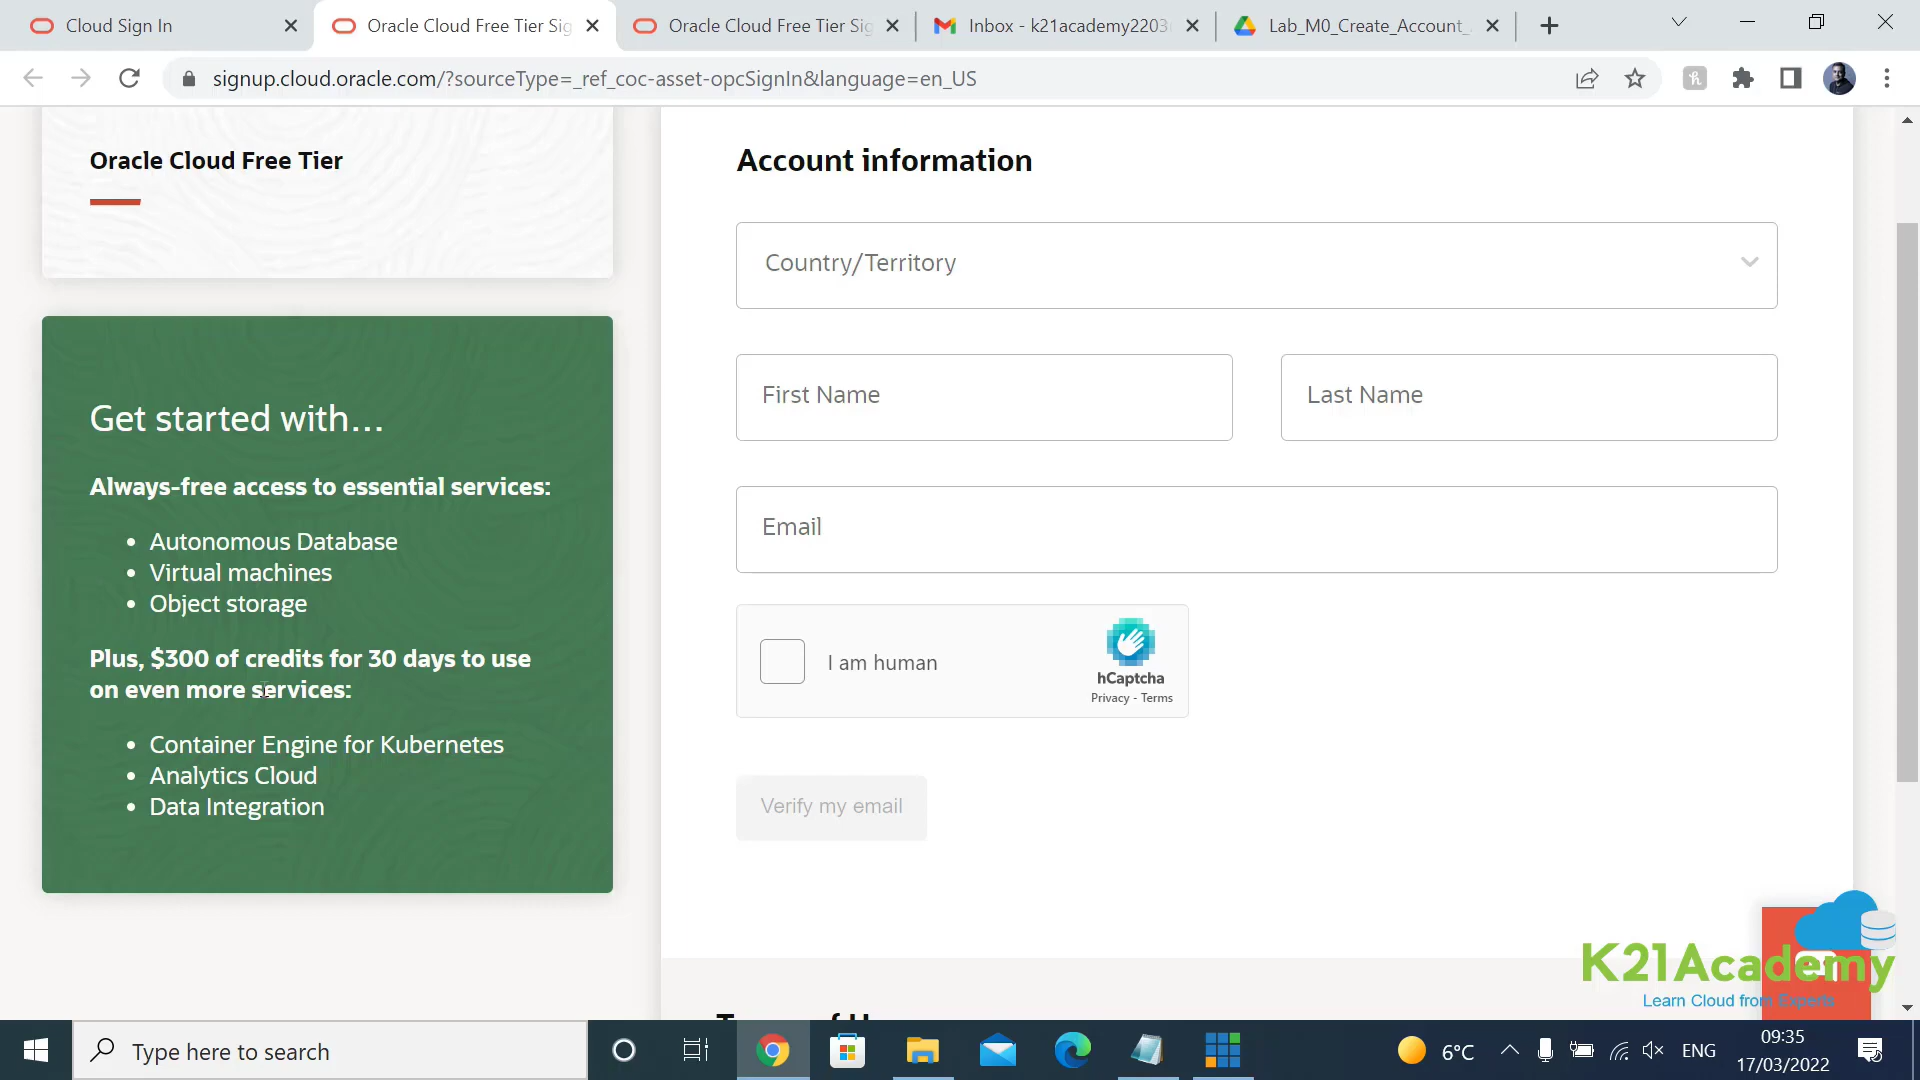 Cloud Sign In
Oracle Cloud Free Tier Sig
Oracle Cloud Free Tier Sig
Inbox - k21academy2203
Lab_M0_Create_Account_
signup.cloud.oracle.com/?sourceType=_ref_coc-asset-opcSignIn&language=en_US
Oracle Cloud Free Tier
Get started with...
Always-free access to essential services:
Autonomous Database
Virtual machines
Object storage
Plus, $300 of credits for 30 days to use
on even more services:
Container Engine for Kubernetes
Analytics Cloud
Data Integration
Account information
Country/Territory
First Name
Last Name
Email
I am human
hCaptcha
Privacy - Terms
Verify my email
K21Academy
Learn Cloud from Experts
Type here to search
6°C
ENG
09:35
17/03/2022